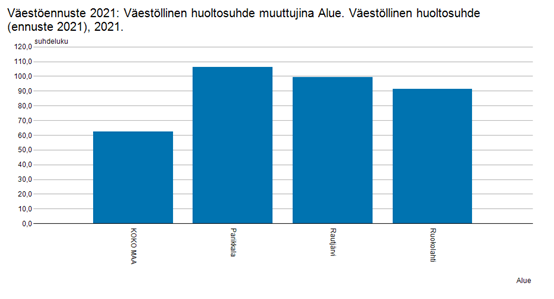 Väestöennuste 2021: Väestöllinen huoltosuhde muuttujina Alue. Väestöllinen huoltosuhde
(ennuste 2021), 2021.
suhdeluku
120,0
110,0
100,0
90,0
80,0
70,0
60,0
50,0
40,0
30,0
20,0
10,0
0,0
KOKO MAA
Parikkala
Rautjärvi
Ruokolahti
Alue